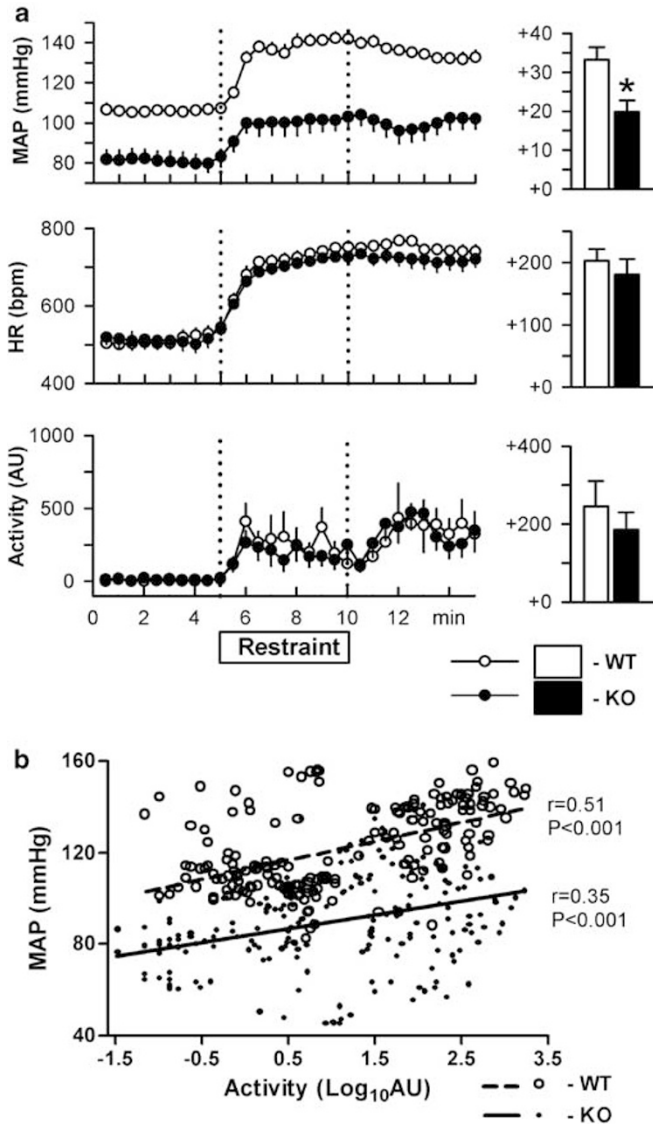 a
MAP (mmHg)
140
120
100
80
+40
+30
+20
+10
+0
*
HR (bpm)
800
600
400
+200
+100
+0
Activity (AU)
1000
500
0
+400
+200
+0
0 2 4 6 8 10 12 min
Restraint
- WT
- KO
b
MAP (mmHg)
160
120
80
40
r=0.51
P<0.001
r=0.35
P<0.001
-1.5 -0.5 0.5 1.5 2.5 3.5
Activity (Log10AU)
- WT
- KO